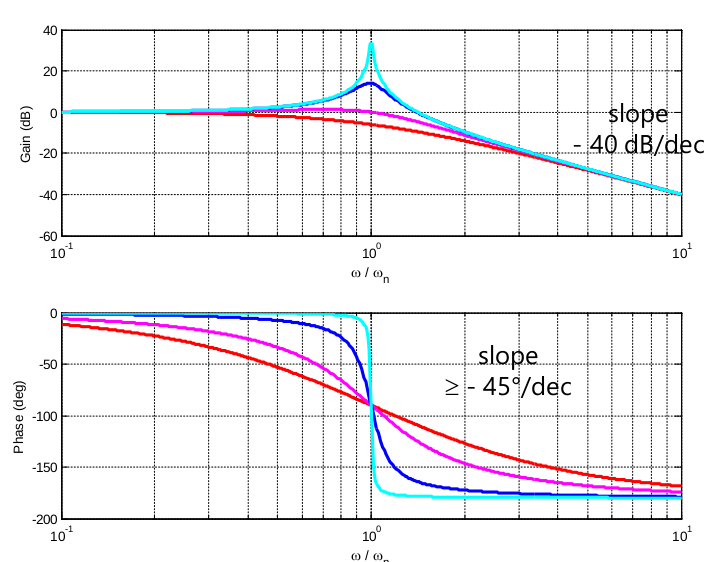 40
20
0
-20
-40
-60
Gain (dB)
slope
- 40 dB/dec
10^-1
10^0
10^1
ω / ω_n
0
-50
-100
-150
-200
Phase (deg)
slope
≥ - 45°/dec
10^-1
10^0
10^1
ω / ω_n